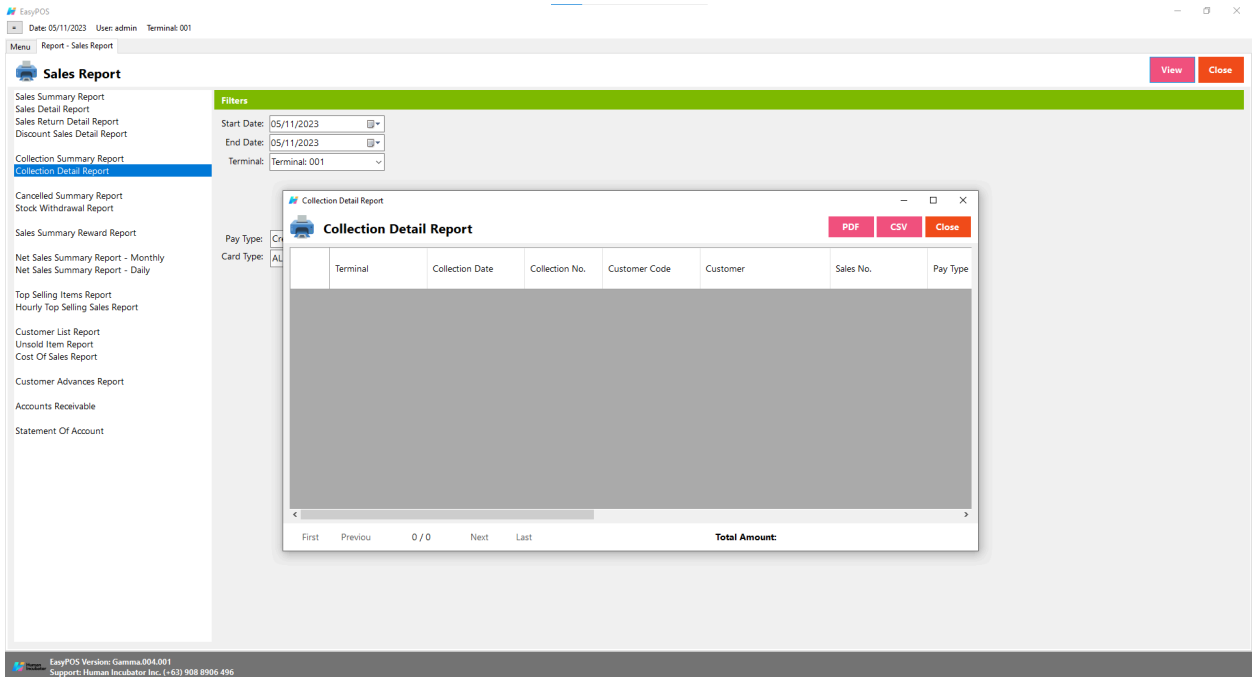 EasyPOS
Date: 05/11/2023 User: admin Terminal: 001
Menu Report - Sales Report
Sales Report
View Close
Sales Summary Report
Sales Detail Report
Sales Return Detail Report
Discount Sales Detail Report
Collection Summary Report
Collection Detail Report
Cancelled Summary Report
Stock Withdrawal Report
Sales Summary Reward Report
Net Sales Summary Report - Monthly
Net Sales Summary Report - Daily
Top Selling Items Report
Hourly Top Selling Sales Report
Customer List Report
Unsold Item Report
Cost Of Sales Report
Customer Advances Report
Accounts Receivable
Statement Of Account
Filters
Start Date: 05/11/2023
End Date: 05/11/2023
Terminal: Terminal: 001
Pay Type: Cre
Card Type: AL
Collection Detail Report
Collection Detail Report
PDF CSV Close
Terminal Collection Date Collection No. Customer Code Customer Sales No. Pay Type
First Previou 0 / 0 Next Last Total Amount:
Human Incubator
EasyPOS Version: Gamma.004.001
Support: Human Incubator Inc. (+63) 908 8906 496